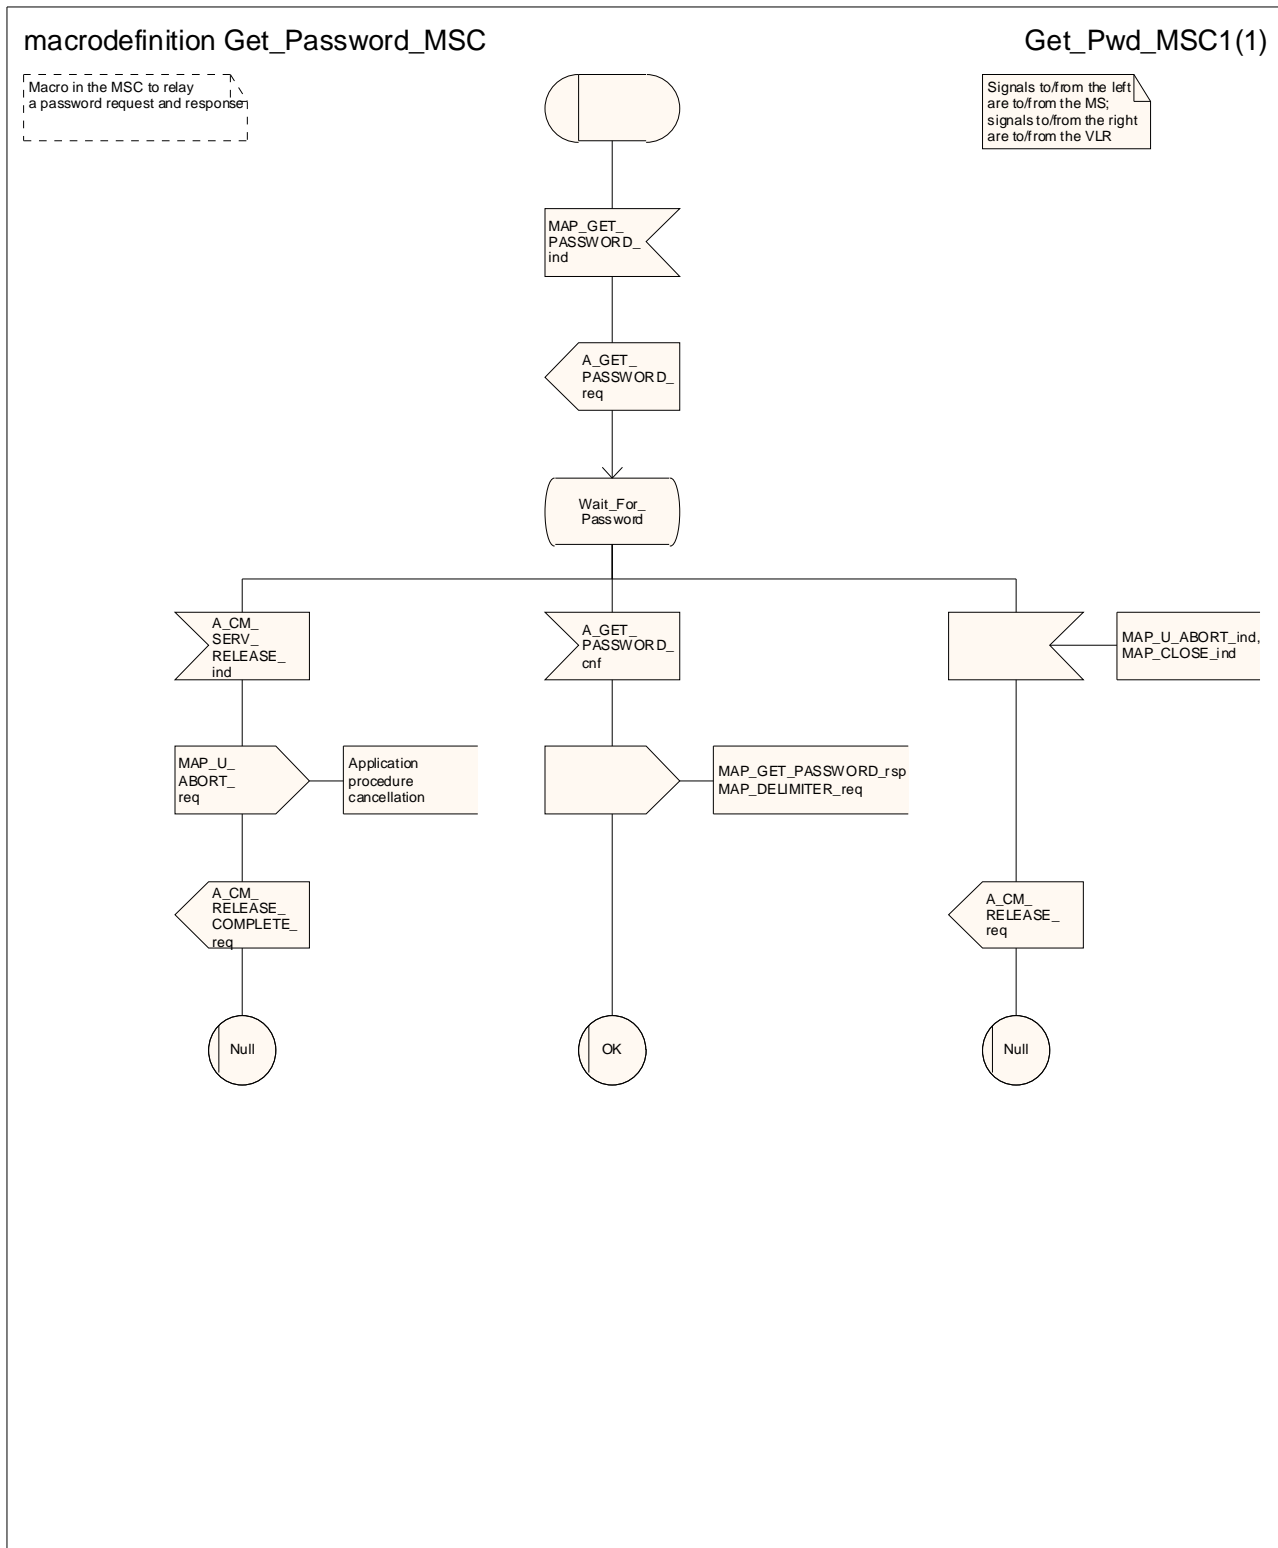 macrodefinition Get_Password_MSC
Get_Pwd_MSC1(1)
Macro in the MSC to relay
a password request and response
Signals to/from the left
are to/from the MS;
signals to/from the right
are to/from the VLR
MAP_GET_
PASSWORD_
ind
A_GET_
PASSWORD_
req
Wait_For_
Password
A_CM_
SERV_
RELEASE_
ind
A_GET_
PASSWORD_
cnf
MAP_U_ABORT_ind,
MAP_CLOSE_ind
MAP_U_
ABORT_
req
Application
procedure
cancellation
MAP_GET_PASSWORD_rsp
MAP_DELIMITER_req
A_CM_
RELEASE_
COMPLETE_
req
A_CM_
RELEASE_
req
Null
OK
Null